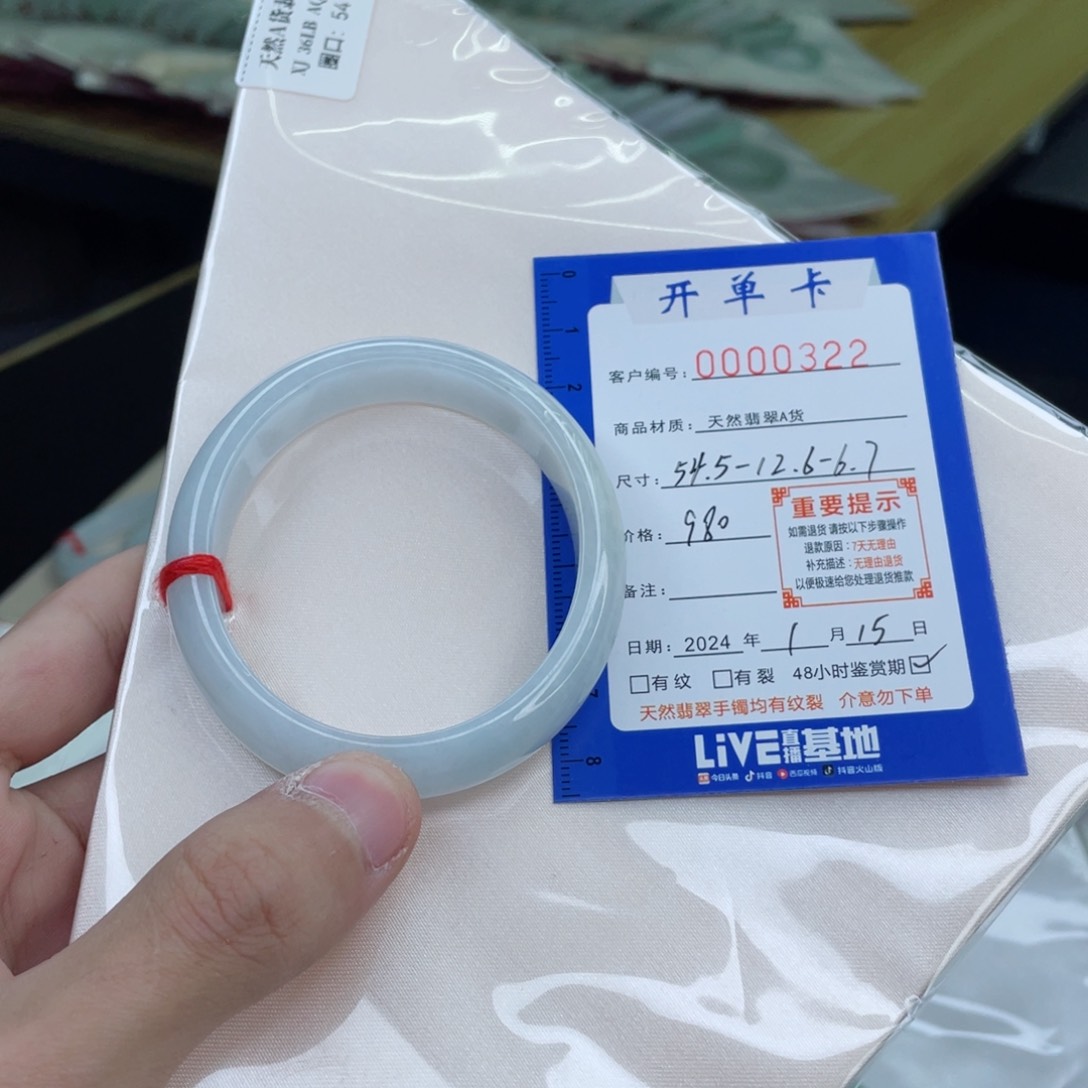 天然A货翡
圈口: 54
0
1
2
开单卡
客户编号: 0000322
商品材质: 天然翡翠A货
尺寸: 54.5-12.6-6.7
价格: 980
备注:
重要提示
如需退货 请按以下步骤操作
退款原因：7天无理由
补充描述：无理由退货
以便极速给您处理退货推款
日期: 2024 年 1 月 15 日
□有纹 □有裂 48小时鉴赏期☑
天然翡翠手镯均有纹裂 介意勿下单
LiVE直播基地
今日头条 抖音 西瓜视频 抖音火山版
8